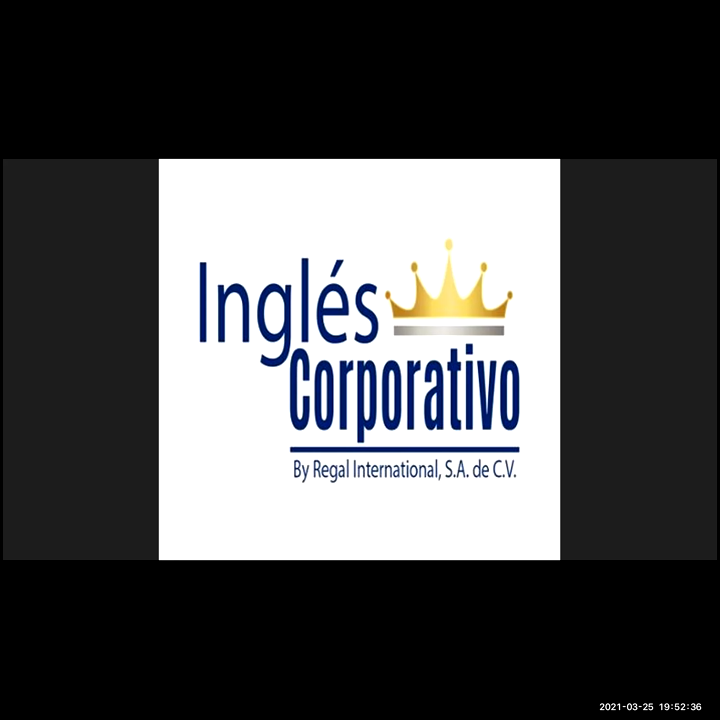 Inglés
Corporativo
By Regal International, S.A. de C.V.
2021-03-25 19:52:36